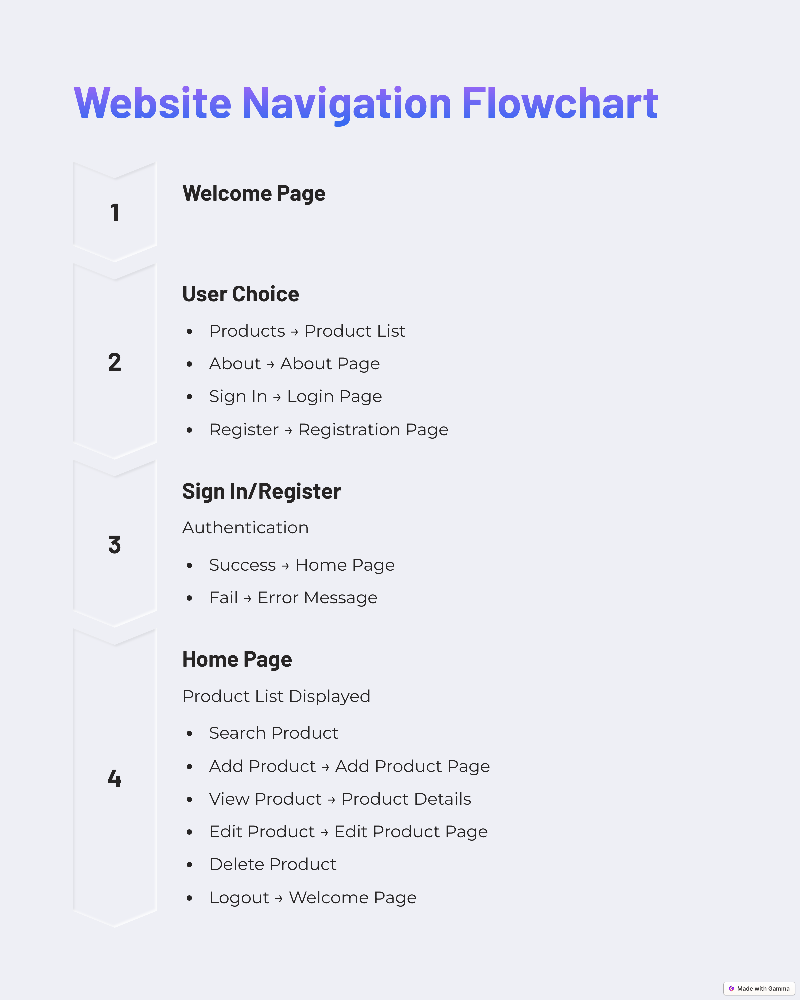 Website Navigation Flowchart
1
Welcome Page
2
User Choice
• Products → Product List
• About → About Page
• Sign In → Login Page
• Register → Registration Page
3
Sign In/Register
Authentication
• Success → Home Page
• Fail → Error Message
4
Home Page
Product List Displayed
• Search Product
• Add Product → Add Product Page
• View Product → Product Details
• Edit Product → Edit Product Page
• Delete Product
• Logout → Welcome Page
Made with Gamma